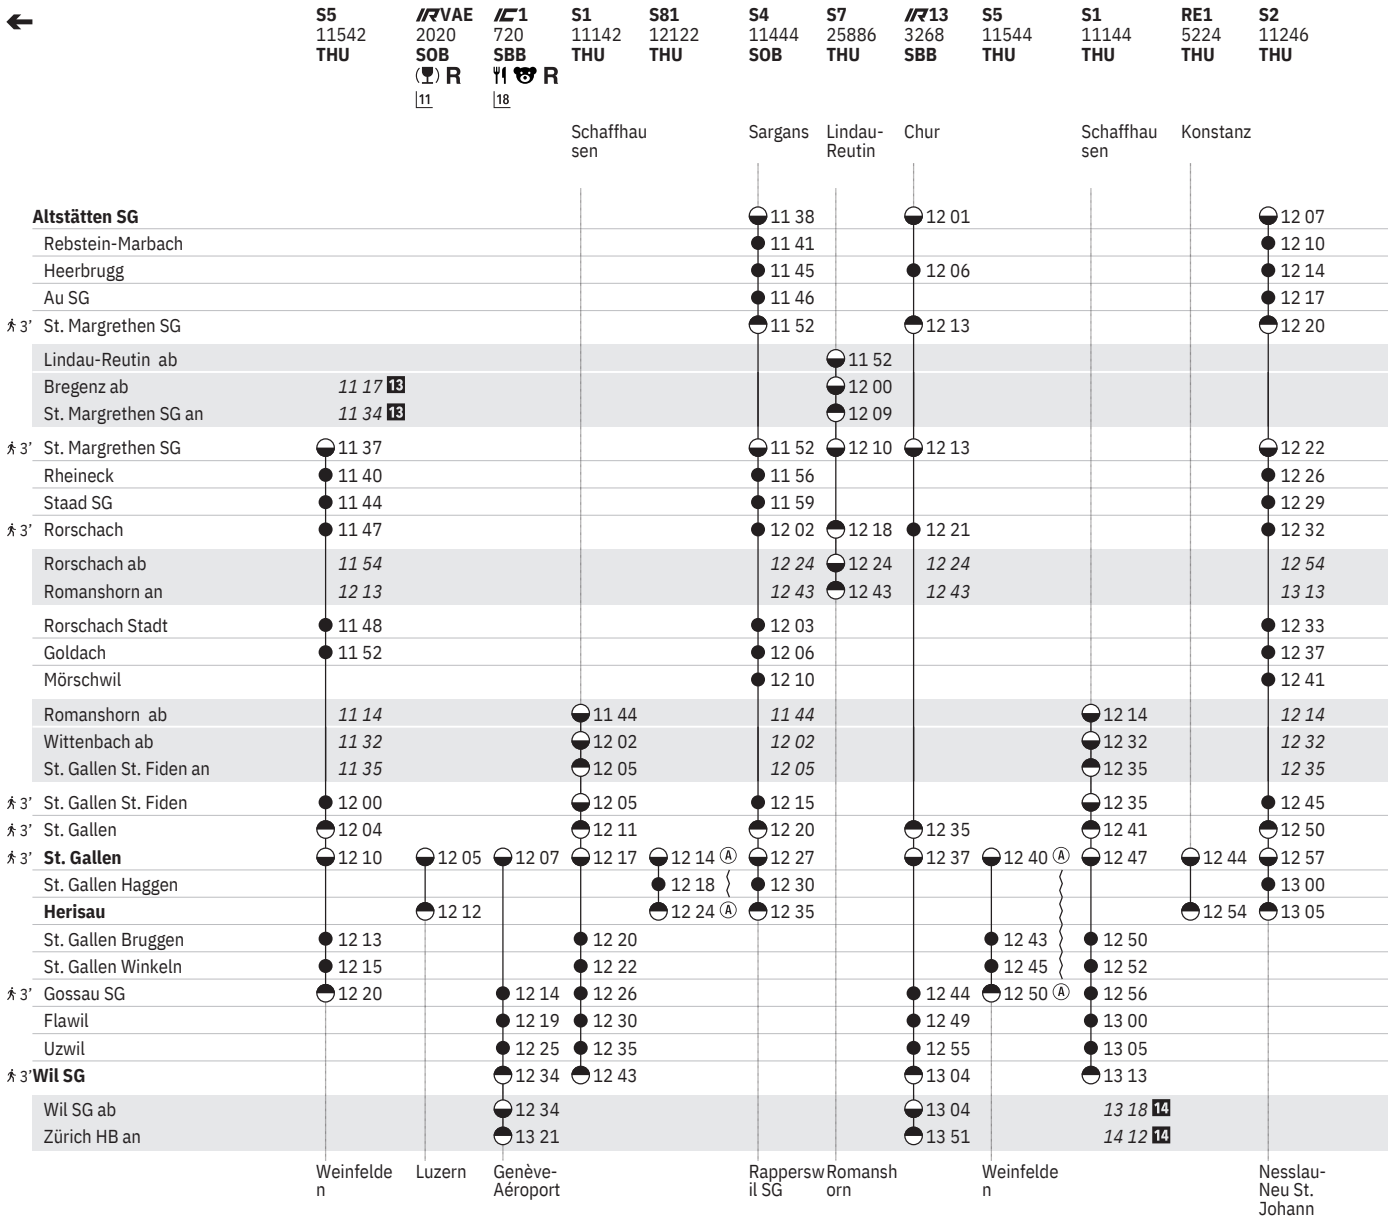 S5 IRVAE IC1 S1 S81 S4 S7 IR13 S5 S1 RE1 S2
11542 2020 720 11142 12122 11444 25886 3268 11544 11144 5224 11246
THU SOB SBB THU THU SOB THU SBB THU THU THU THU
R R
11 18
Schaffhau Sargans Lindau- Chur Schaffhau Konstanz
sen Reutin sen
Altstätten SG 11 38 12 01 12 07
Rebstein-Marbach 11 41 12 10
Heerbrugg 11 45 12 06 12 14
Au SG 11 46 12 17
3' St. Margrethen SG 11 52 12 13 12 20
Lindau-Reutin ab 11 52
Bregenz ab 11 17 13 12 00
St. Margrethen SG an 11 34 13 12 09
3' St. Margrethen SG 11 37 11 52 12 10 12 13 12 22
Rheineck 11 40 11 56 12 26
Staad SG 11 44 11 59 12 29
3' Rorschach 11 47 12 02 12 18 12 21 12 32
Rorschach ab 11 54 12 24 12 24 12 24 12 54
Romanshorn an 12 13 12 43 12 43 12 43 13 13
Rorschach Stadt 11 48 12 03 12 33
Goldach 11 52 12 06 12 37
Mörschwil 12 10 12 41
Romanshorn ab 11 14 11 44 11 44 12 14 12 14
Wittenbach ab 11 32 12 02 12 02 12 32 12 32
St. Gallen St. Fiden an 11 35 12 05 12 05 12 35 12 35
3' St. Gallen St. Fiden 12 00 12 05 12 15 12 35 12 45
3' St. Gallen 12 04 12 11 12 20 12 35 12 41 12 50
3' St. Gallen 12 10 12 05 12 07 12 17 12 14 A 12 27 12 37 12 40 A 12 47 12 44 12 57
St. Gallen Haggen 12 18 12 30 13 00
Herisau 12 12 12 24 A 12 35 12 54 13 05
St. Gallen Bruggen 12 13 12 20 12 43 12 50
St. Gallen Winkeln 12 15 12 22 12 45 12 52
3' Gossau SG 12 20 12 14 12 26 12 44 12 50 A 12 56
Flawil 12 19 12 30 12 49 13 00
Uzwil 12 25 12 35 12 55 13 05
3' Wil SG 12 34 12 43 13 04 13 13
Wil SG ab 12 34 13 04 13 18 14
Zürich HB an 13 21 13 51 14 12 14
Weinfelde Luzern Genève-राppersw Romansh Weinfelde Nesslau-
n Aéroport il SG orn n Neu St.
Johann